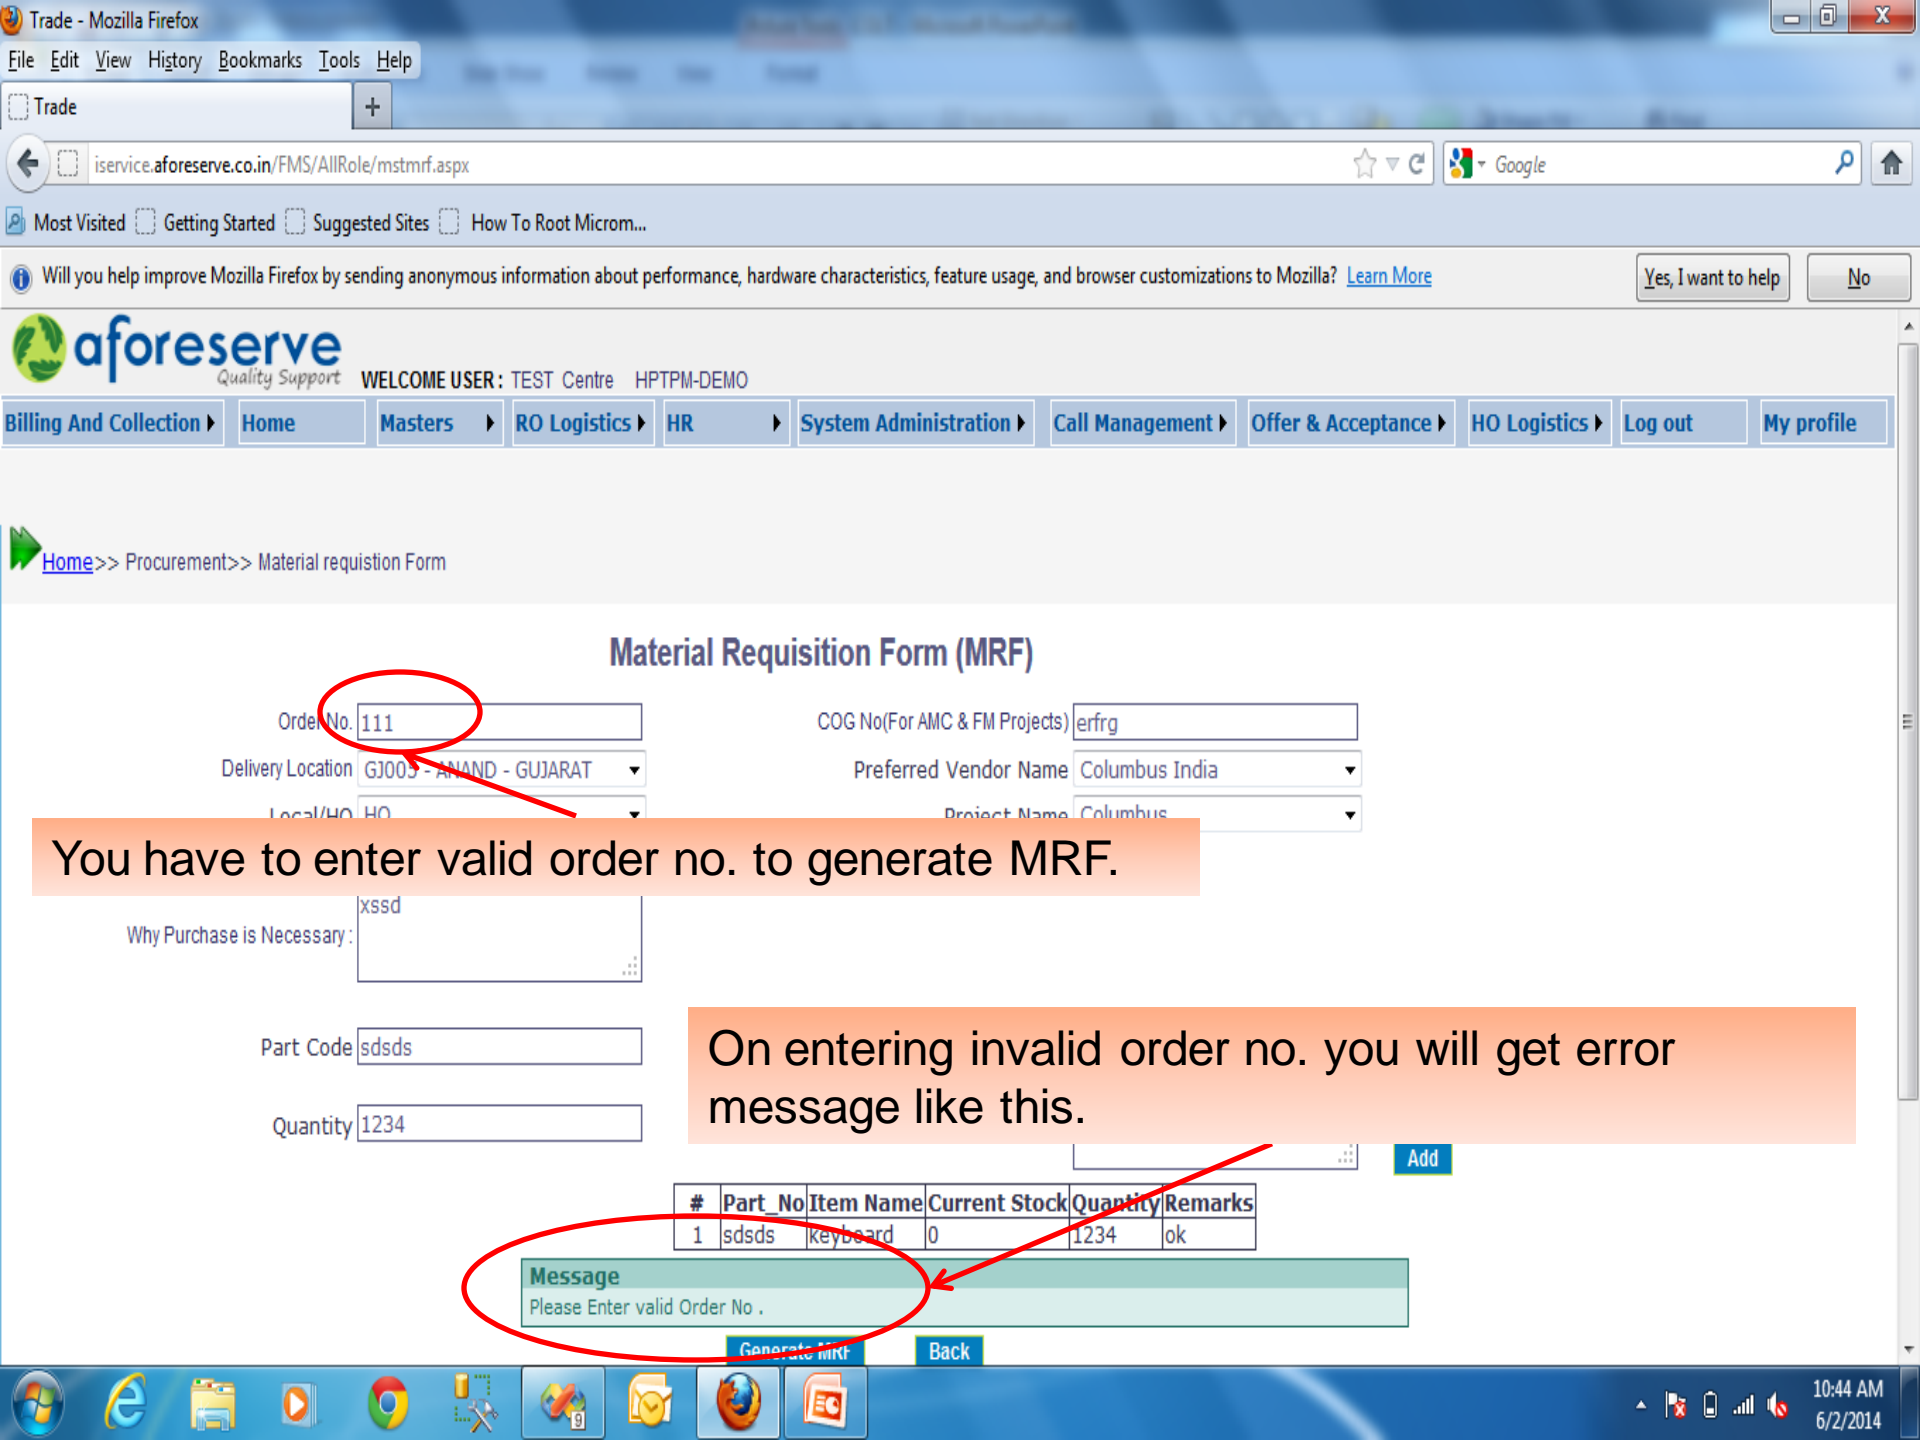 Trade - Mozilla Firefox
File Edit View History Bookmarks Tools Help
Trade +
iservice.aforeserve.co.in/FMS/AllRole/mstmrf.aspx
Google
Most Visited Getting Started Suggested Sites How To Root Microm...
Will you help improve Mozilla Firefox by sending anonymous information about performance, hardware characteristics, feature usage, and browser customizations to Mozilla? Learn More
Yes, I want to help No
aforeserve
Quality Support
WELCOME USER : TEST Centre HPTPM-DEMO
Billing And Collection Home Masters RO Logistics HR System Administration Call Management Offer & Acceptance HO Logistics Log out My profile
Home>> Procurement>> Material requistion Form
Material Requisition Form (MRF)
Order No. 111 COG No(For AMC & FM Projects) erfrg
Delivery Location GJ005 - ANAND - GUJARAT Preferred Vendor Name Columbus India
Local/HO HO Project Name Columbus
You have to enter valid order no. to generate MRF.
xssd
Why Purchase is Necessary :
Part Code sdsds
On entering invalid order no. you will get error
message like this.
Quantity 1234
Add
# Part_No Item Name Current Stock Quantity Remarks
1 sdsds keyboard 0 1234 ok
Message
Please Enter valid Order No .
Generate MRF Back
9
10:44 AM
6/2/2014